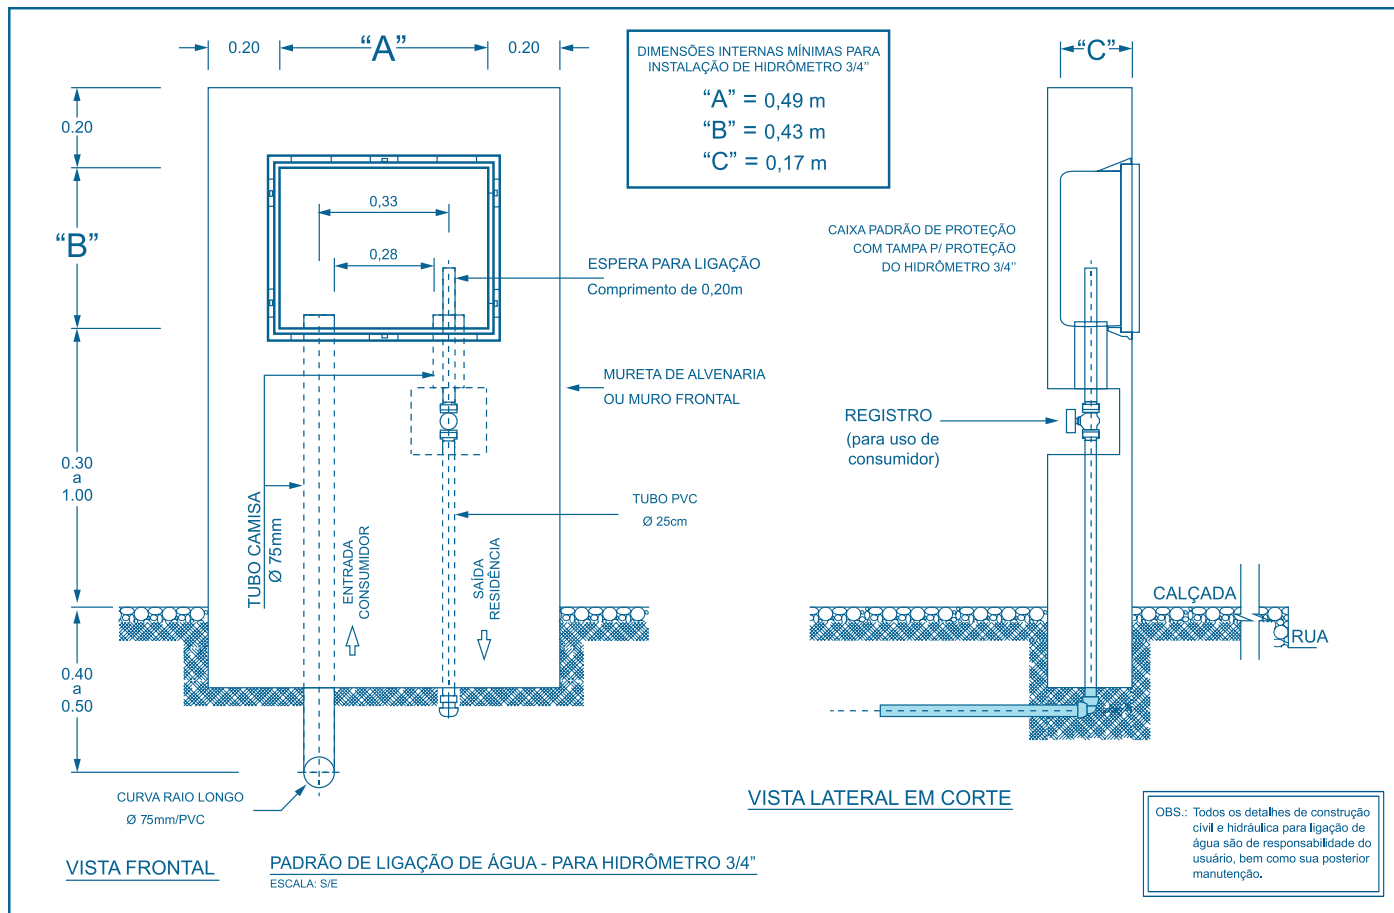 0.20
“A”
0.20
DIMENSÕES INTERNAS MÍNIMAS PARA
INSTALAÇÃO DE HIDRÔMETRO 3/4”
“A” = 0,49 m
“B” = 0,43 m
“C” = 0,17 m
“C”
0.20
“B”
0,33
0,28
ESPERA PARA LIGAÇÃO
Comprimento de 0,20m
CAIXA PADRÃO DE PROTEÇÃO
COM TAMPA P/ PROTEÇÃO
DO HIDRÔMETRO 3/4”
MURETA DE ALVENARIA
OU MURO FRONTAL
REGISTRO
(para uso de
consumidor)
0.30
a
1.00
TUBO CAMISA
Ø 75mm
ENTRADA
CONSUMIDOR
SAÍDA
RESIDÊNCIA
TUBO PVC
Ø 25cm
CALÇADA
RUA
0.40
a
0.50
CURVA RAIO LONGO
Ø 75mm/PVC
VISTA LATERAL EM CORTE
VISTA FRONTAL
PADRÃO DE LIGAÇÃO DE ÁGUA - PARA HIDRÔMETRO 3/4”
ESCALA: S/E
OBS.: Todos os detalhes de construção
civil e hidráulica para ligação de
água são de responsabilidade do
usuário, bem como sua posterior
manutenção.